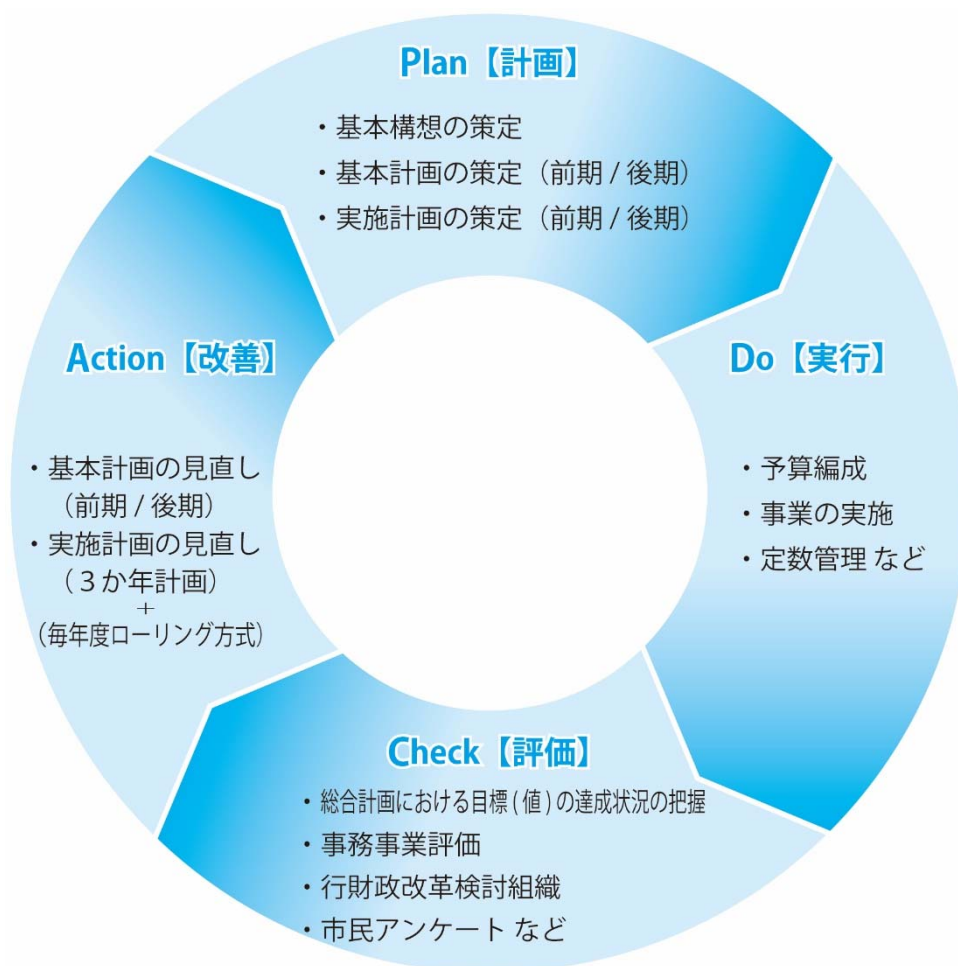 Plan【計画】
・基本構想の策定
・基本計画の策定（前期 / 後期）
・実施計画の策定（前期 / 後期）
Do【実行】
・予算編成
・事業の実施
・定数管理 など
Check【評価】
・総合計画における目標（値）の達成状況の把握
・事務事業評価
・行財政改革検討組織
・市民アンケート など
Action【改善】
・基本計画の見直し
（前期 / 後期）
・実施計画の見直し
（３か年計画）
＋
（毎年度ローリング方式）